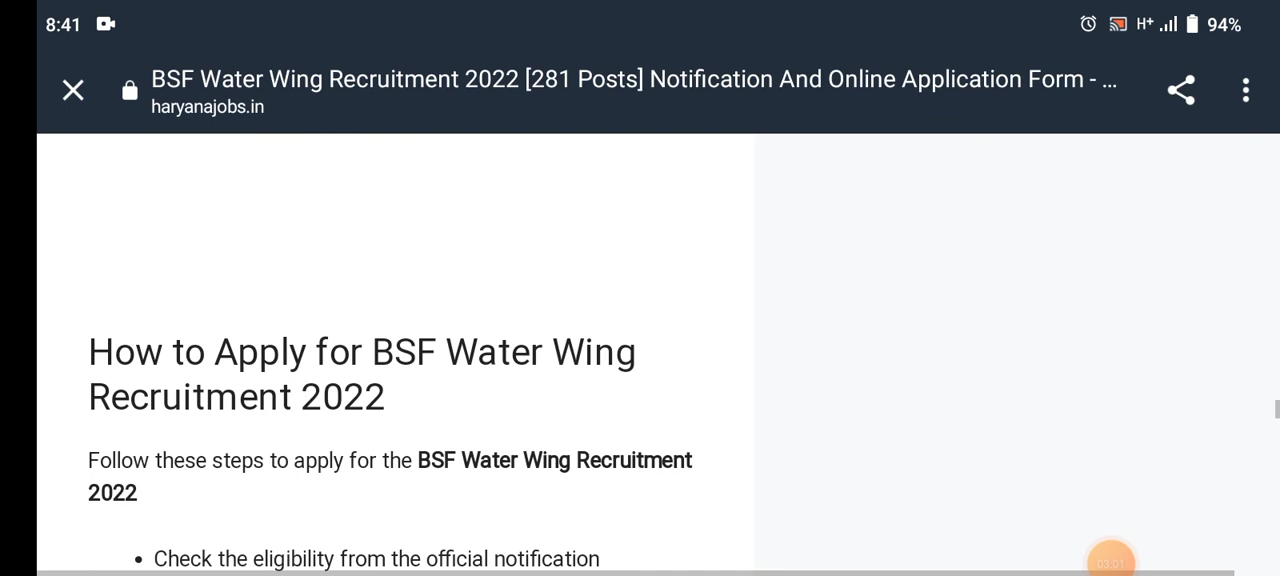 8:41 H+ 94%
BSF Water Wing Recruitment 2022 [281 Posts] Notification And Online Application Form - ...
haryanajobs.in
How to Apply for BSF Water Wing
Recruitment 2022
Follow these steps to apply for the BSF Water Wing Recruitment
2022
• Check the eligibility from the official notification
03:01